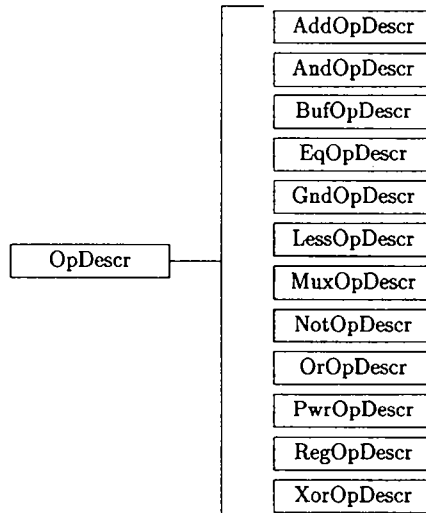 AddOpDescr
AndOpDescr
BufOpDescr
EqOpDescr
GndOpDescr
LessOpDescr
OpDescr
MuxOpDescr
NotOpDescr
OrOpDescr
PwrOpDescr
RegOpDescr
XorOpDescr